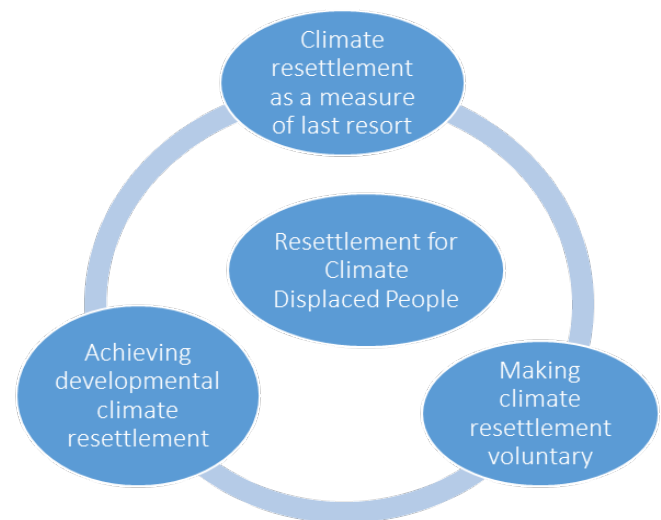 Climate
resettlement
as a measure
of last resort
Resettlement for
Climate
Displaced People
Achieving
developmental
climate
resettlement
Making
climate
resettlement
voluntary